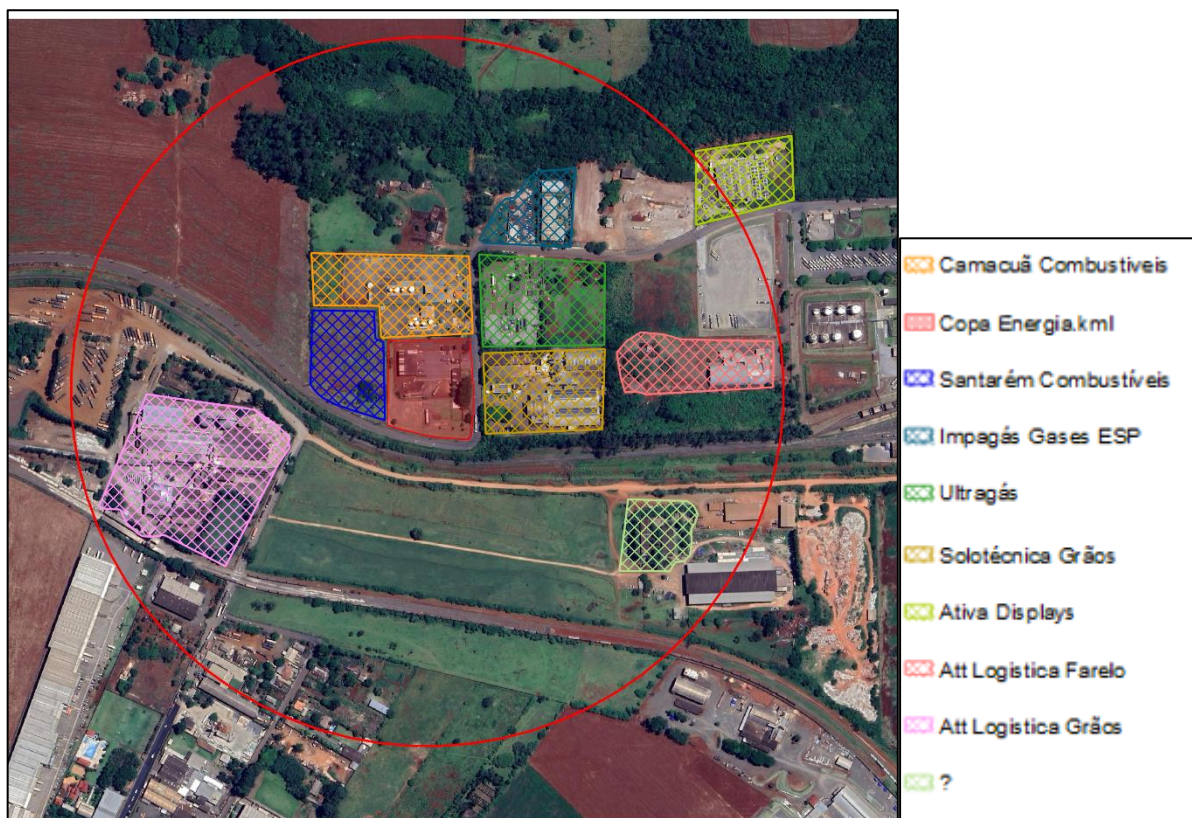 Camacuã Combustiveis
Copa Energia.kml
Santarém Combustíveis
Impagás Gases ESP
Ultragás
Solotécnica Grãos
Ativa Displays
Att Logistica Farelo
Att Logistica Grãos
?